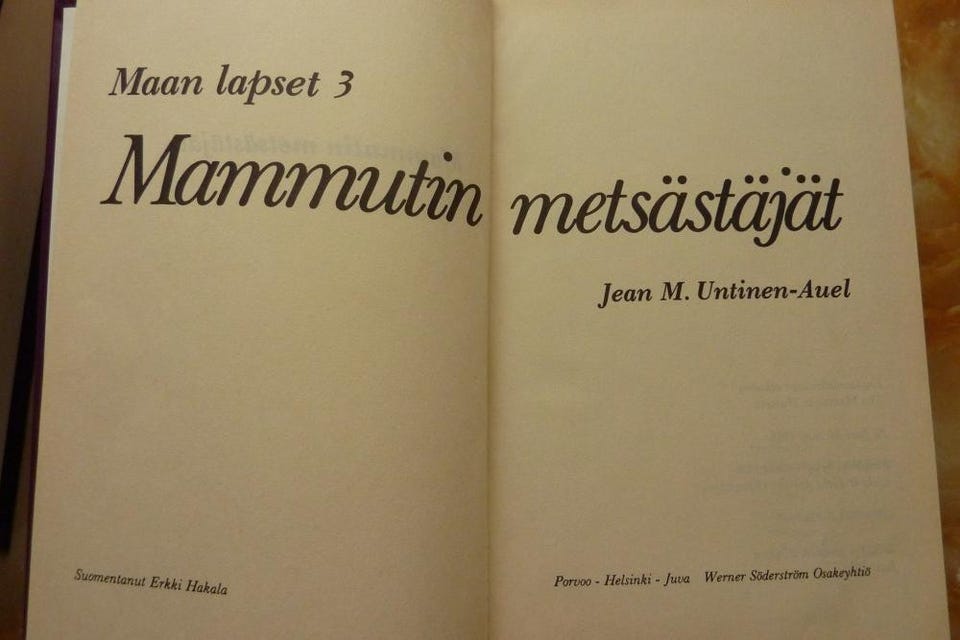 Maan lapset 3
Mammutin metsästäjät
Jean M. Untinen-Auel
Suomentanut Erkki Hakala
Porvoo - Helsinki - Juva Werner Söderström Osakeyhtiö